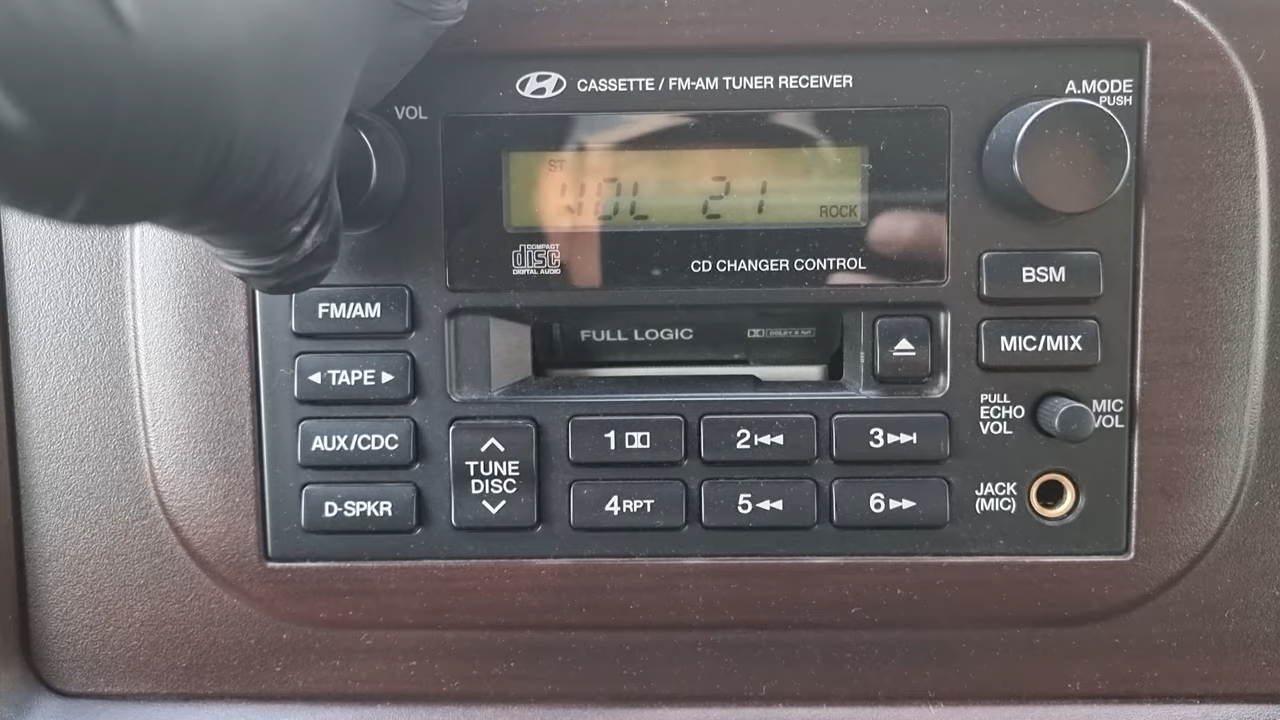 CASSETTE / FM-AM TUNER RECEIVER
A.MODE
PUSH
VOL
ST
VOL 21
ROCK
COMPACT
disc
DIGITAL AUDIO
CD CHANGER CONTROL
BSM
FM/AM
FULL LOGIC
DOLBY B NR
MIC/MIX
◄ TAPE ►
PULL
ECHO
VOL
MIC
VOL
AUX/CDC
TUNE
DISC
1
2
3
D-SPKR
4RPT
5
6
JACK
(MIC)